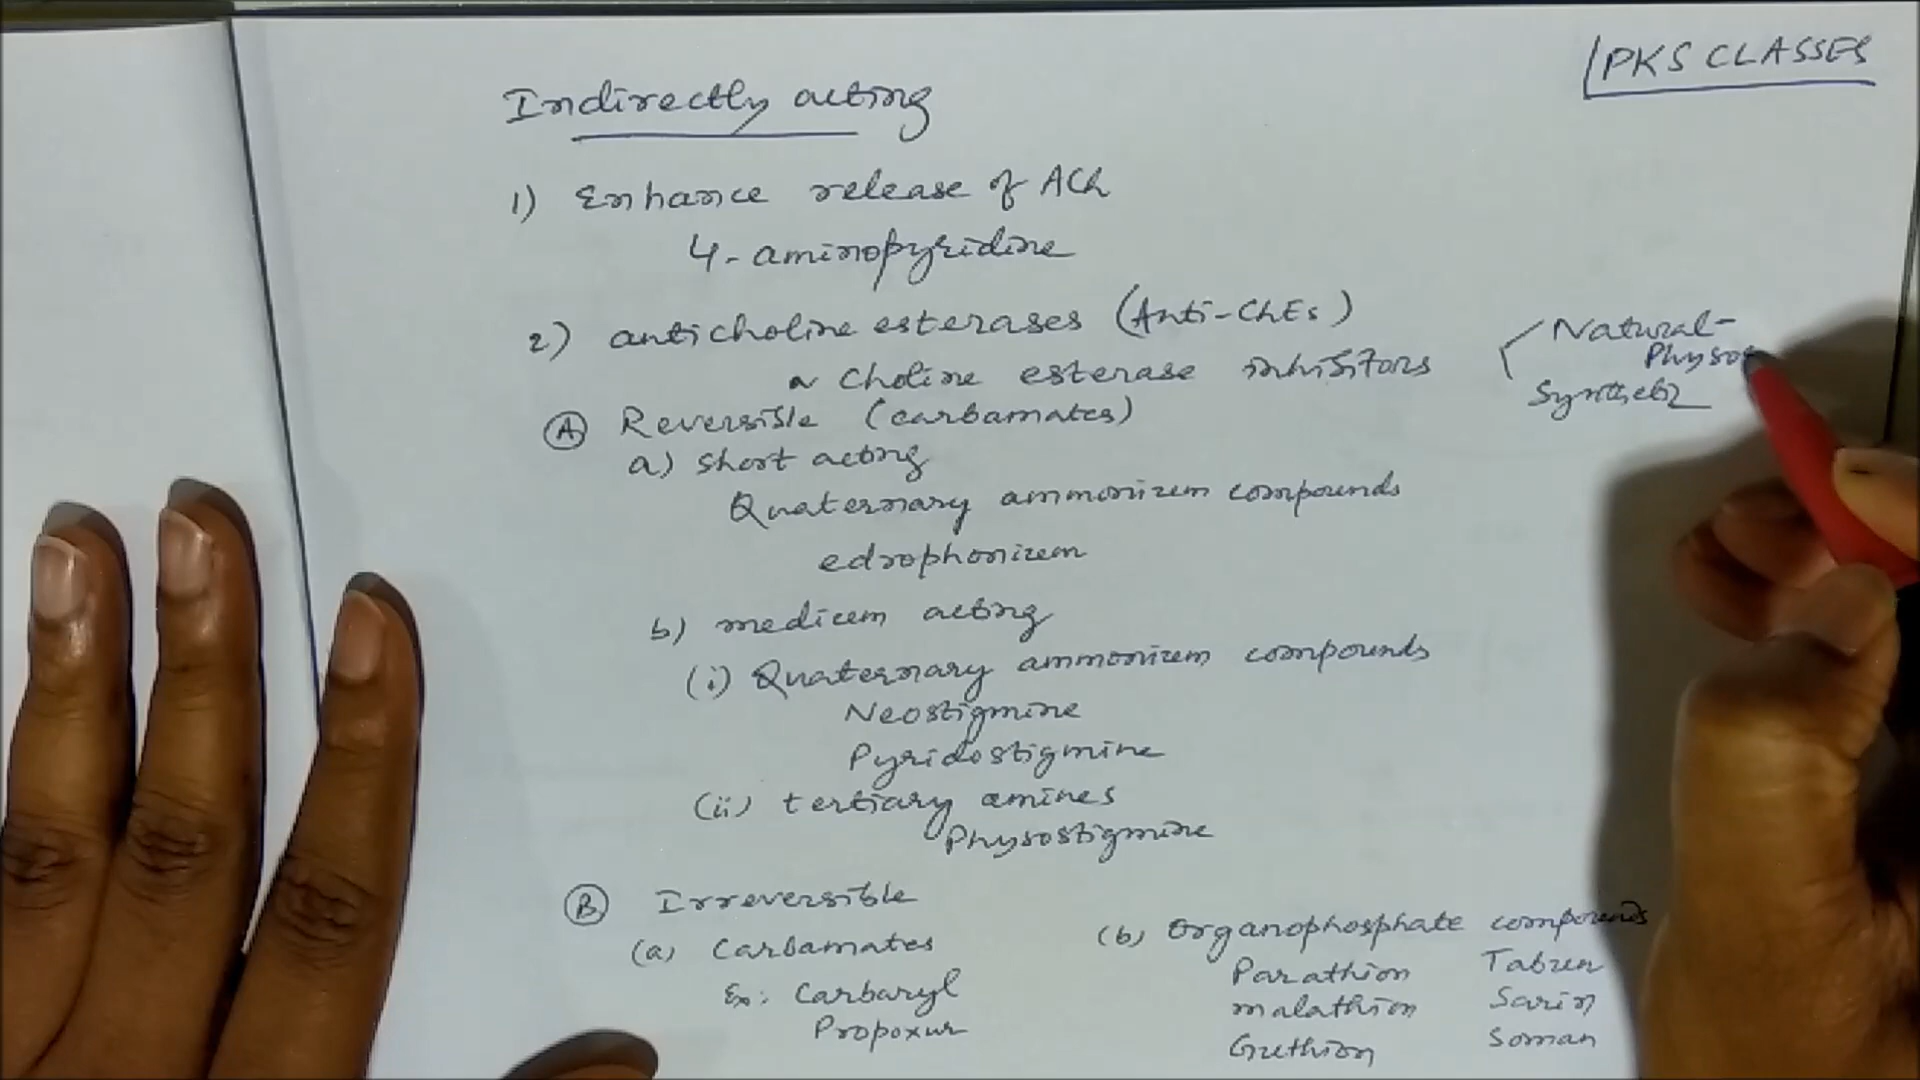 PKS CLASSES
Indirectly acting
1) Enhance release of ACh
4-aminopyridine
2) anticholine esterases (Anti-ChEs)
Choline esterase inhibitors
Natural-
Physos
Synthetic
(A) Reversible (carbamates)
a) short acting
Quaternary ammonium compounds
edrophonium
b) medium acting
(i) Quaternary ammonium compounds
Neostigmine
Pyridostigmine
(ii) tertiary amines
Physostigmine
(B) Irreversible
(a) Carbamates
Ex: Carbaryl
Propoxur
(b) Organophosphate compounds
Parathion Tabun
malathion Sarin
Soman